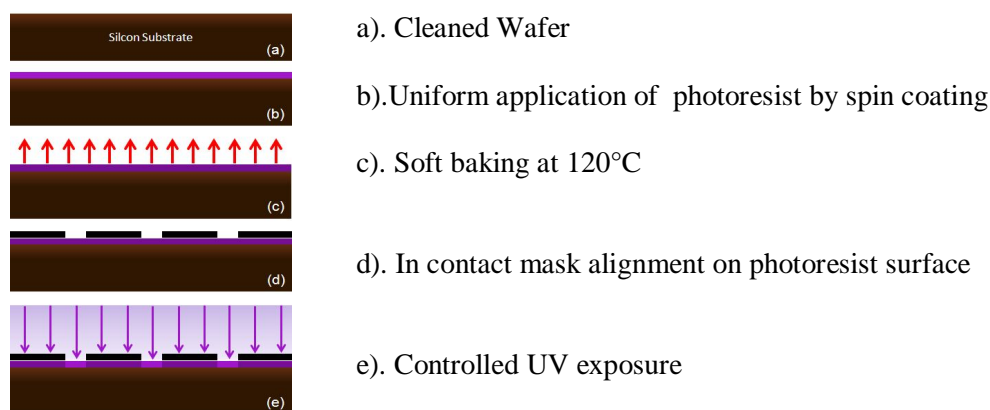 Silcon Substrate
(a)
a). Cleaned Wafer
(b)
b).Uniform application of photoresist by spin coating
(c)
c). Soft baking at 120°C
(d)
d). In contact mask alignment on photoresist surface
(e)
e). Controlled UV exposure